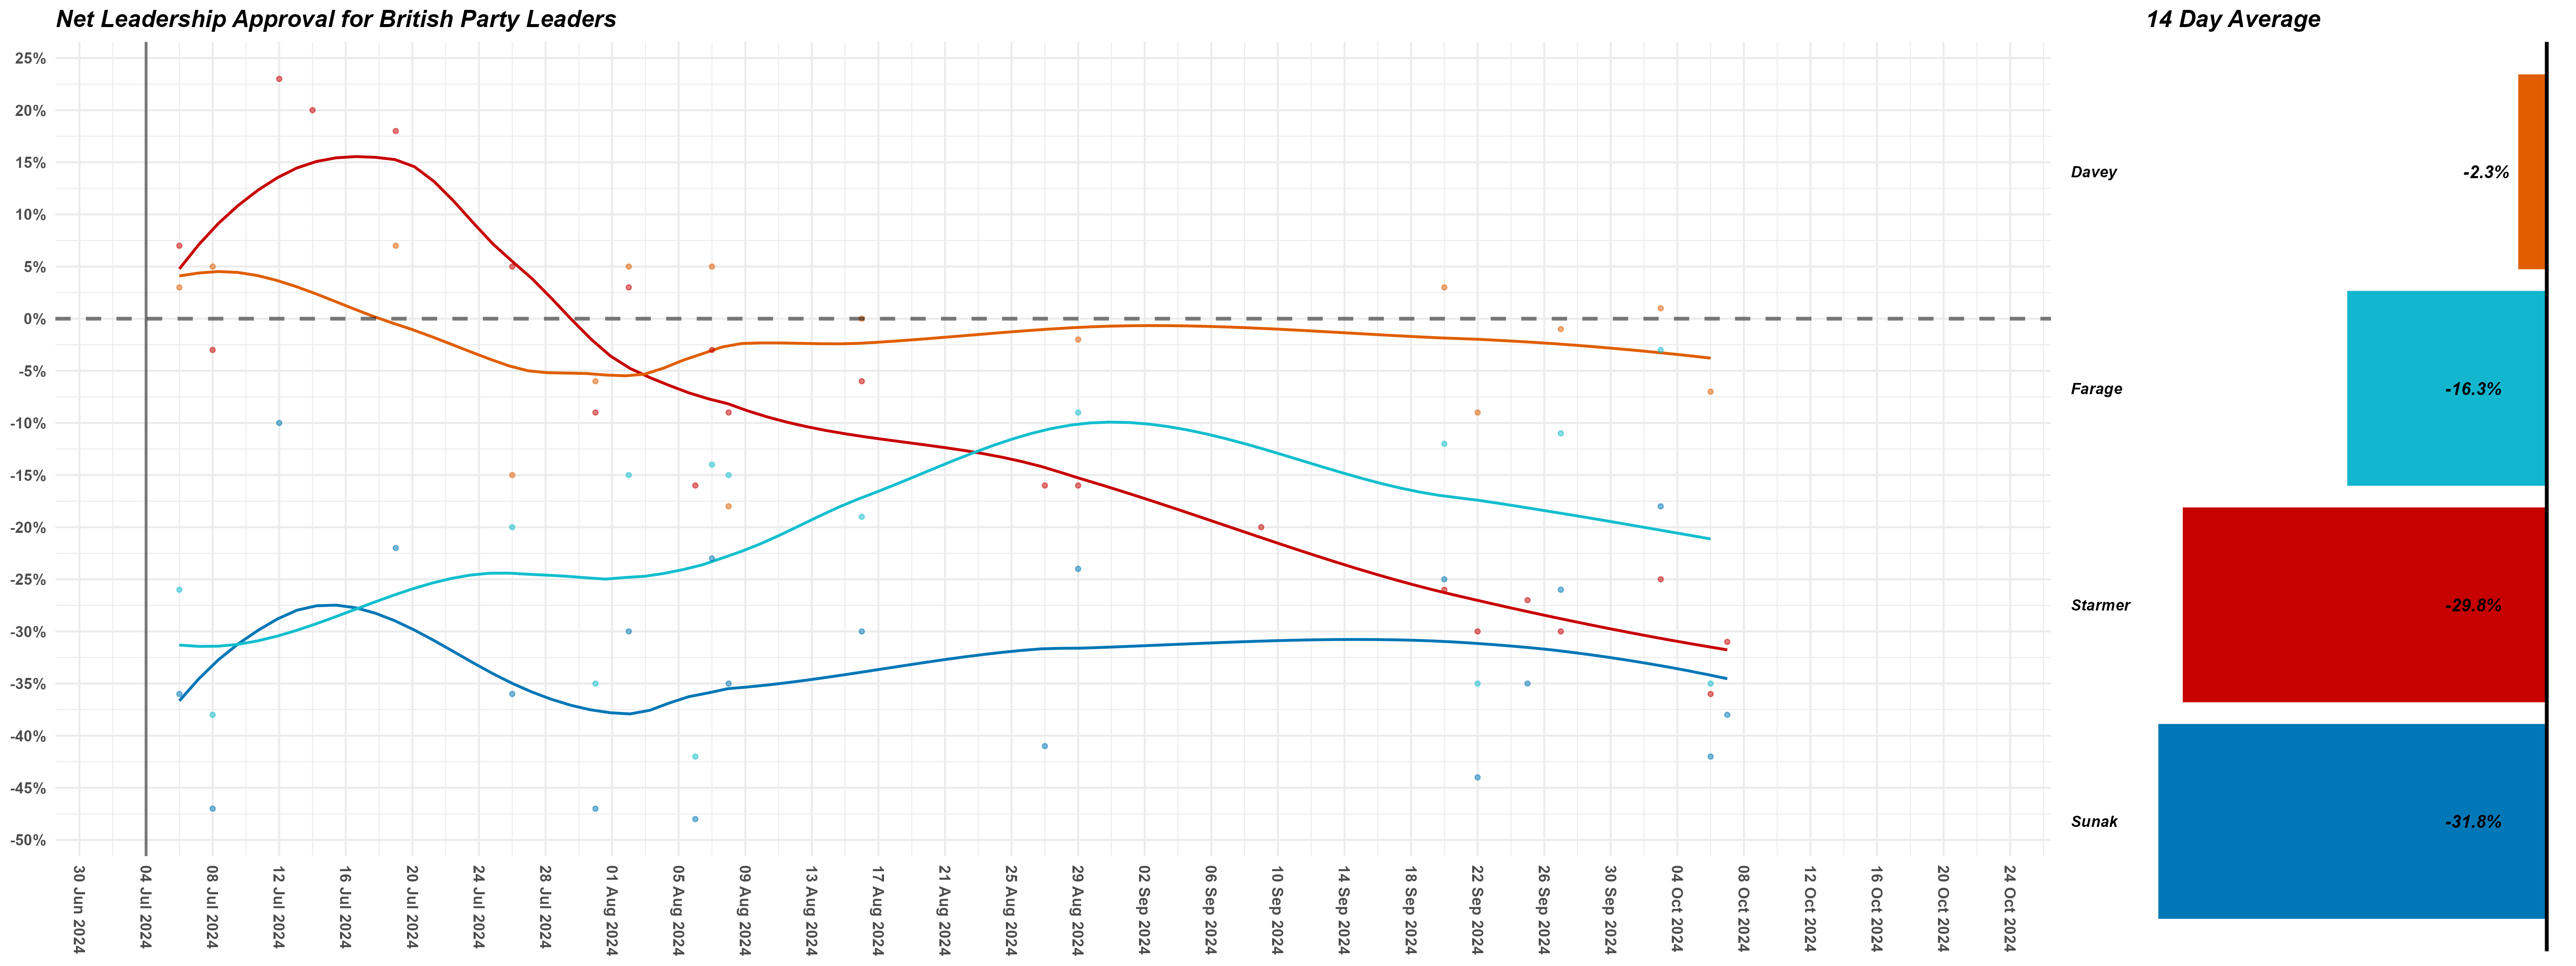 Net Leadership Approval for British Party Leaders
25%
20%
15%
10%
5%
0%
-5%
-10%
-15%
-20%
-25%
-30%
-35%
-40%
-45%
-50%
30 Jun 2024
04 Jul 2024
08 Jul 2024
12 Jul 2024
16 Jul 2024
20 Jul 2024
24 Jul 2024
28 Jul 2024
01 Aug 2024
05 Aug 2024
09 Aug 2024
13 Aug 2024
17 Aug 2024
21 Aug 2024
25 Aug 2024
29 Aug 2024
02 Sep 2024
06 Sep 2024
10 Sep 2024
14 Sep 2024
18 Sep 2024
22 Sep 2024
26 Sep 2024
30 Sep 2024
04 Oct 2024
08 Oct 2024
12 Oct 2024
16 Oct 2024
20 Oct 2024
24 Oct 2024
14 Day Average
Davey -2.3%
Farage -16.3%
Starmer -29.8%
Sunak -31.8%